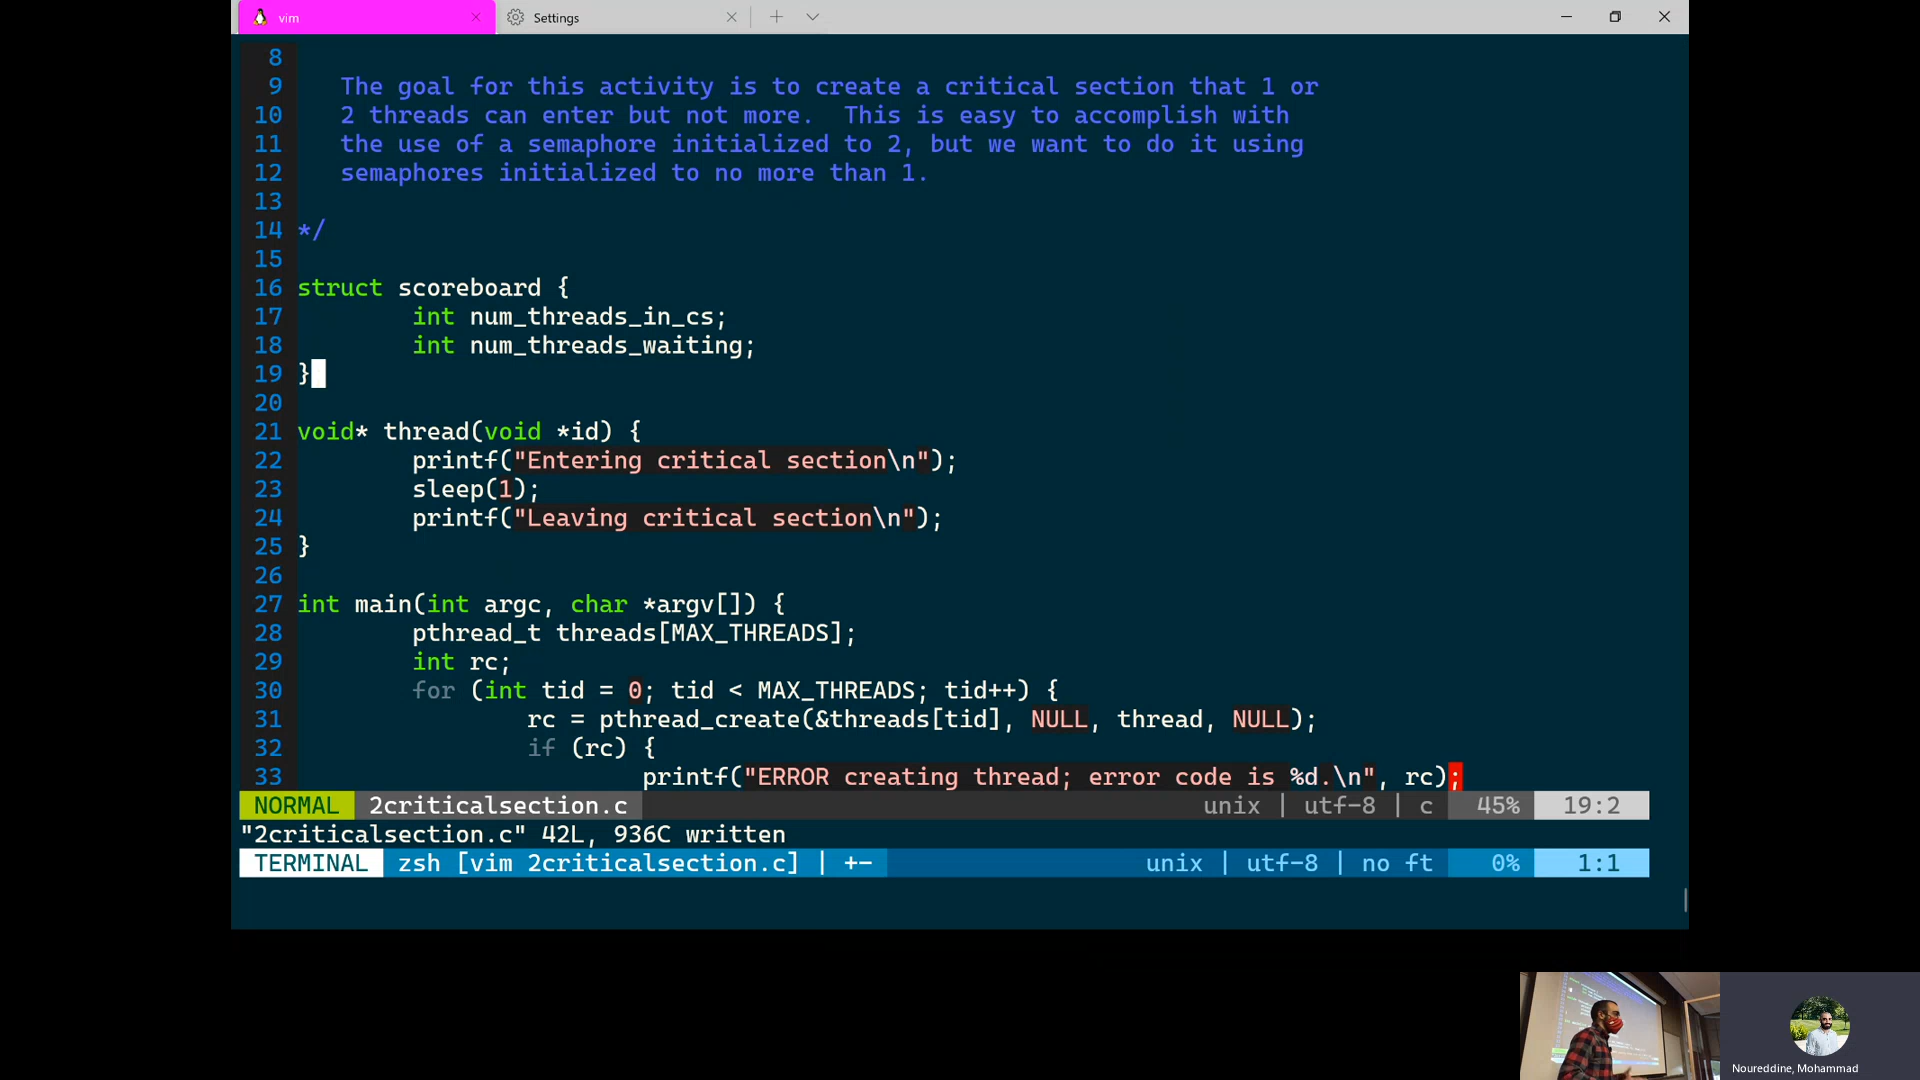 vim
Settings
8
9 The goal for this activity is to create a critical section that 1 or
10 2 threads can enter but not more. This is easy to accomplish with
11 the use of a semaphore initialized to 2, but we want to do it using
12 semaphores initialized to no more than 1.
13
14 */
15
16 struct scoreboard {
17 int num_threads_in_cs;
18 int num_threads_waiting;
19 }
20
21 void* thread(void *id) {
22 printf("Entering critical section\n");
23 sleep(1);
24 printf("Leaving critical section\n");
25 }
26
27 int main(int argc, char *argv[]) {
28 pthread_t threads[MAX_THREADS];
29 int rc;
30 for (int tid = 0; tid < MAX_THREADS; tid++) {
31 rc = pthread_create(&threads[tid], NULL, thread, NULL);
32 if (rc) {
33 printf("ERROR creating thread; error code is %d.\n", rc);
NORMAL 2criticalsection.c unix | utf-8 | c 45% 19:2
"2criticalsection.c" 42L, 936C written
TERMINAL zsh [vim 2criticalsection.c] | +- unix | utf-8 | no ft 0% 1:1
Noureddine, Mohammad